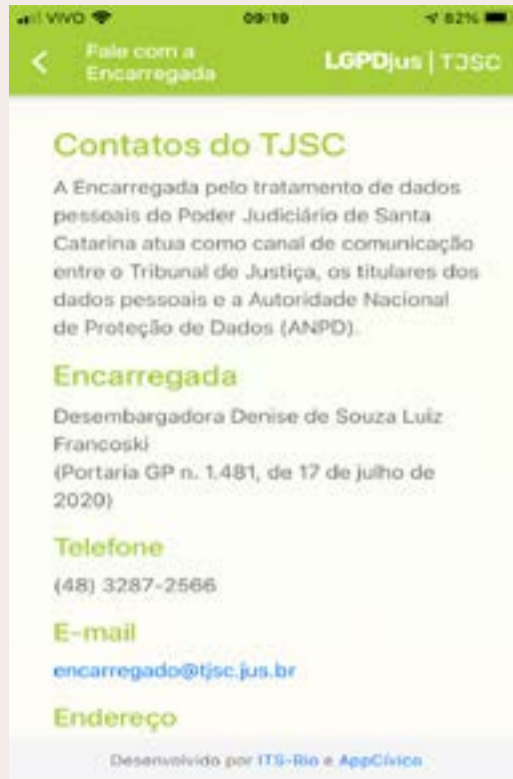 VIVO
09:19
82%
Fale com a
Encarregada
LGPDjus | TJSC
Contatos do TJSC
A Encarregada pelo tratamento de dados
pessoais do Poder Judiciário de Santa
Catarina atua como canal de comunicação
entre o Tribunal de Justiça, os titulares dos
dados pessoais e a Autoridade Nacional
de Proteção de Dados (ANPD).
Encarregada
Desembargadora Denise de Souza Luiz
Francoski
(Portaria GP n. 1.481, de 17 de julho de
2020)
Telefone
(48) 3287-2566
E-mail
encarregado@tjsc.jus.br
Endereço
Desenvolvido por ITS-Rio e AppCívico